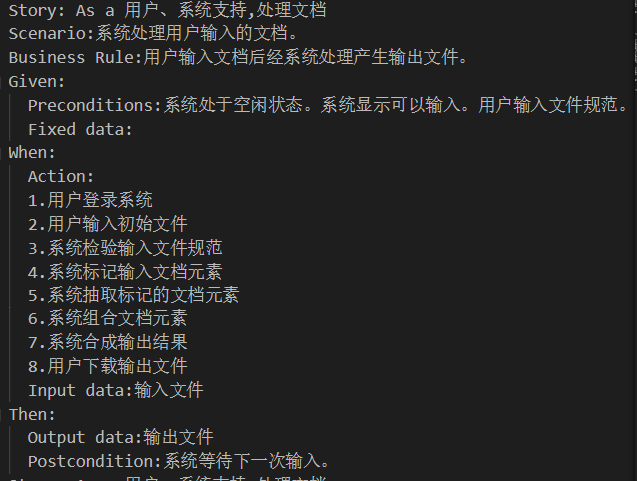 Story: As a 用户、系统支持,处理文档
Scenario:系统处理用户输入的文档。
Business Rule:用户输入文档后经系统处理产生输出文件。
Given:
Preconditions:系统处于空闲状态。系统显示可以输入。用户输入文件规范。
Fixed data:
When:
Action:
1.用户登录系统
2.用户输入初始文件
3.系统检验输入文件规范
4.系统标记输入文档元素
5.系统抽取标记的文档元素
6.系统组合文档元素
7.系统合成输出结果
8.用户下载输出文件
Input data:输入文件
Then:
Output data:输出文件
Postcondition:系统等待下一次输入。